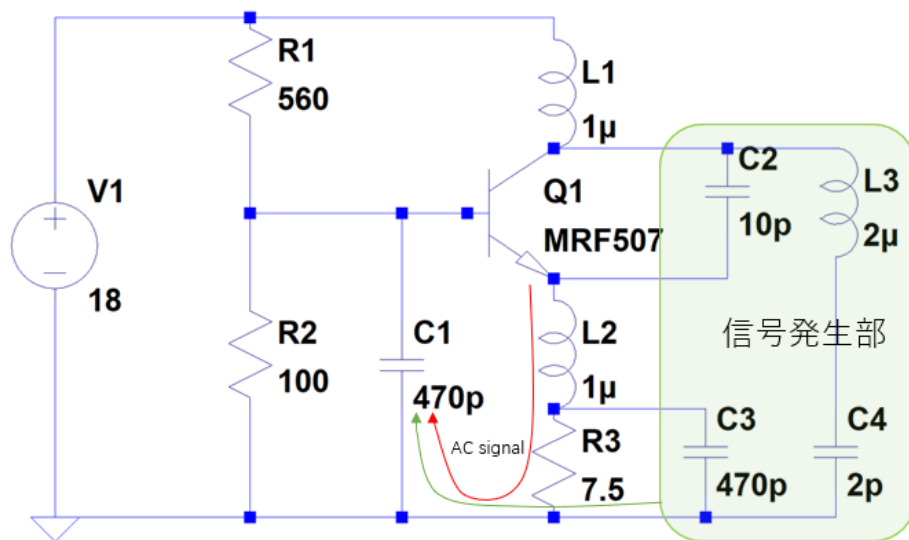 R1
560
L1
1µ
V1
18
Q1
MRF507
C2
10p
L3
2µ
R2
100
C1
470p
L2
1µ
信号発生部
AC signal
R3
7.5
C3
470p
C4
2p